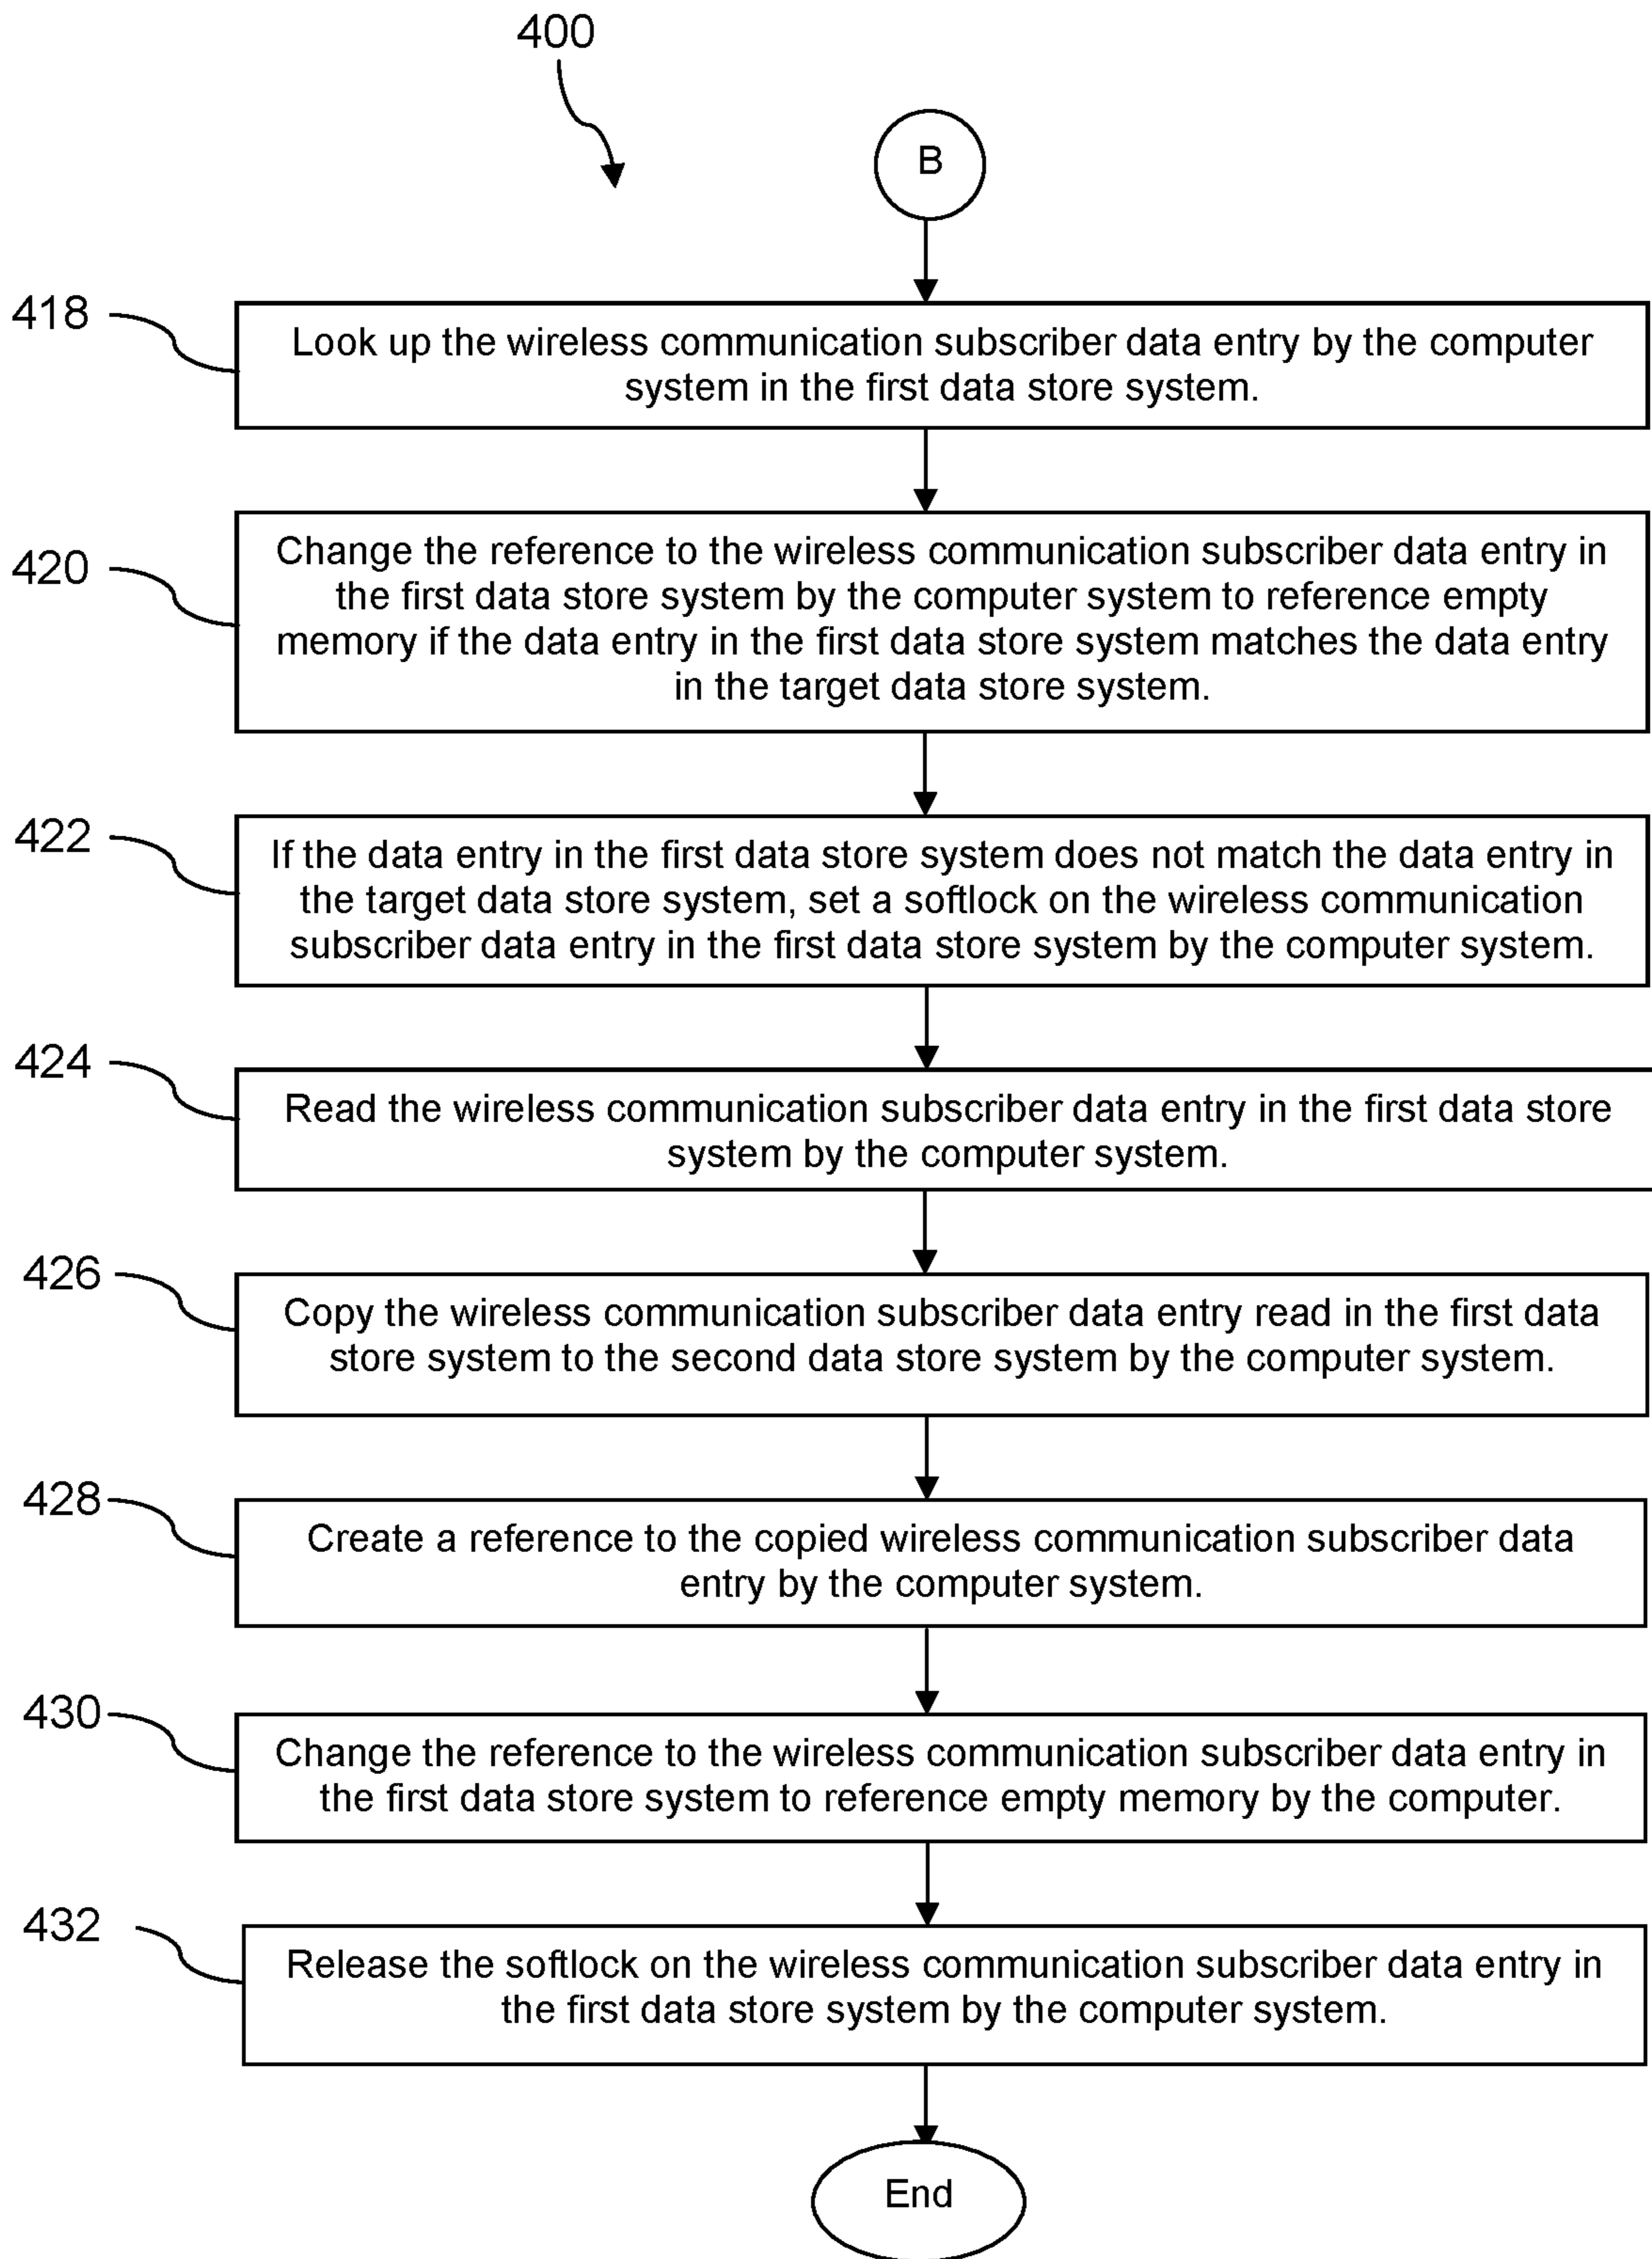 400
B
418
Look up the wireless communication subscriber data entry by the computer
system in the first data store system.
420
Change the reference to the wireless communication subscriber data entry in
the first data store system by the computer system to reference empty
memory if the data entry in the first data store system matches the data entry
in the target data store system.
422
If the data entry in the first data store system does not match the data entry in
the target data store system, set a softlock on the wireless communication
subscriber data entry in the first data store system by the computer system.
424
Read the wireless communication subscriber data entry in the first data store
system by the computer system.
426
Copy the wireless communication subscriber data entry read in the first data
store system to the second data store system by the computer system.
428
Create a reference to the copied wireless communication subscriber data
entry by the computer system.
430
Change the reference to the wireless communication subscriber data entry in
the first data store system to reference empty memory by the computer.
432
Release the softlock on the wireless communication subscriber data entry in
the first data store system by the computer system.
End